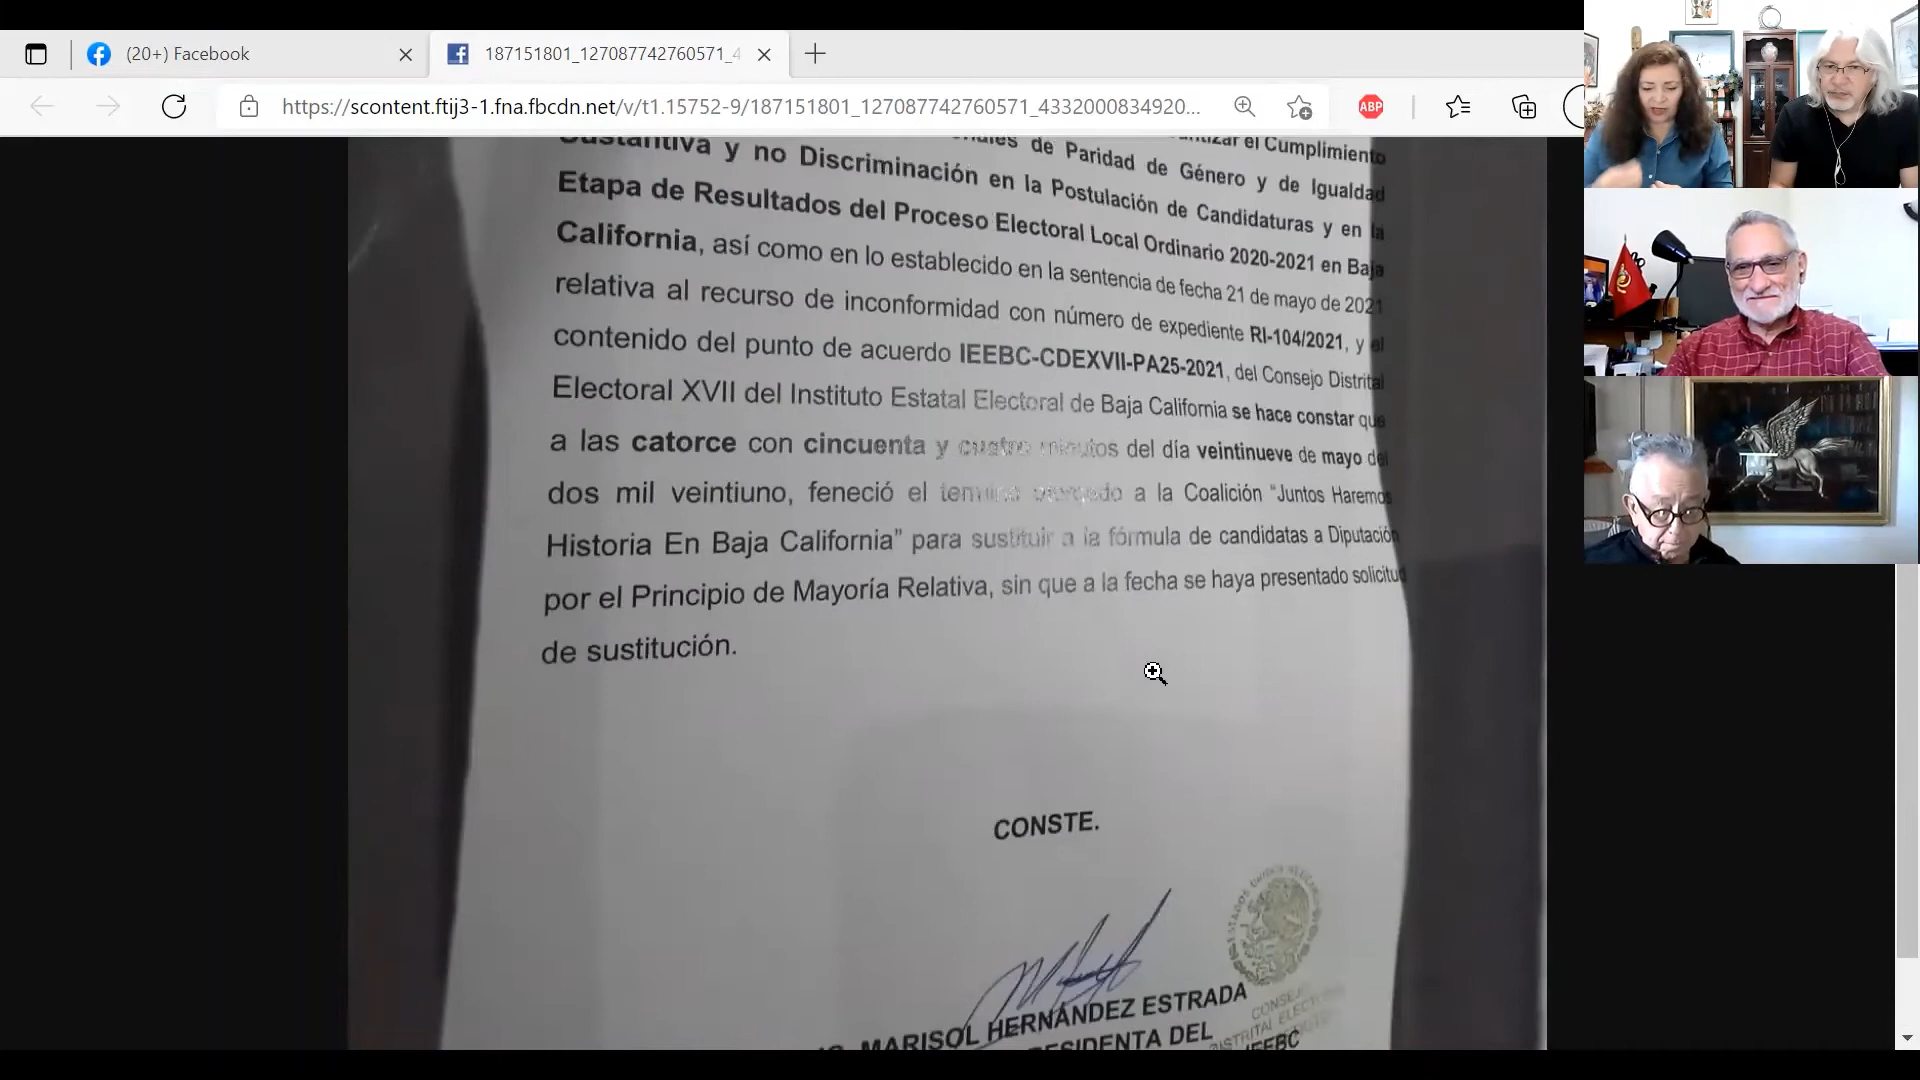 (20+) Facebook
187151801_127087742760571_4
https://scontent.ftij3-1.fna.fbcdn.net/v/t1.15752-9/187151801_127087742760571_4332000834920...
ABP
el Cumplimiento
Sustantiva y no Discriminación en la Postulación de Candidaturas y en la
de Paridad de Género y de Igualdad
Etapa de Resultados del Proceso Electoral Local Ordinario 2020-2021 en Baja
California, así como en lo establecido en la sentencia de fecha 21 de mayo de 2021
relativa al recurso de inconformidad con número de expediente RI-104/2021, y el
contenido del punto de acuerdo IEEBC-CDEXVII-PA25-2021, del Consejo Distrital
Electoral XVII del Instituto Estatal Electoral de Baja California se hace constar que
a las catorce con cincuenta y cuatro minutos del día veintinueve de mayo del
dos mil veintiuno, feneció el a la Coalición "Juntos Haremos
Historia En Baja California" para sustituir a la fórmula de candidatas a Diputación
por el Principio de Mayoría Relativa, sin que a la fecha se haya presentado solicitud
de sustitución.
CONSTE.
MARISOL HERNÁNDEZ ESTRADA
DEL
IEEBC